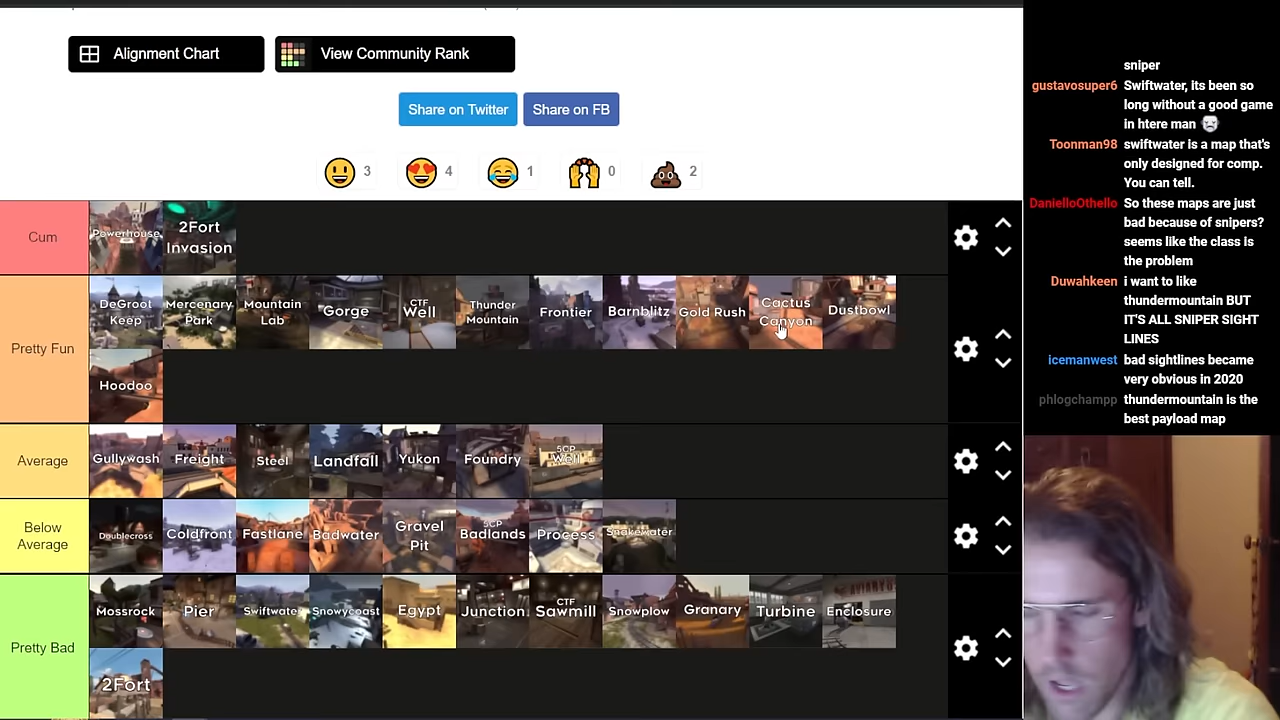 Alignment Chart
View Community Rank
Share on Twitter
Share on FB
3
4
1
0
2
Cum
Powerhouse
2Fort
Invasion
Pretty Fun
DeGroot
Keep
Mercenary
Park
Mountain
Lab
Gorge
CTF
Well
Thunder
Mountain
Frontier
Barnblitz
Gold Rush
Cactus
Canyon
Dustbowl
Hoodoo
Average
Gullywash
Freight
Steel
Landfall
Yukon
Foundry
5CP
Well
Below
Average
Doublecross
Coldfront
Fastlane
Badwater
Gravel
Pit
5CP
Badlands
Process
Snakewater
Pretty Bad
Mossrock
Pier
Swiftwater
Snowycoast
Egypt
Junction
CTF
Sawmill
Snowplow
Granary
Turbine
Enclosure
2Fort
sniper
gustavosuper6 Swiftwater, its been so
long without a good game
in htere man
Toonman98 swiftwater is a map that's
only designed for comp.
You can tell.
DanielloOthello So these maps are just
bad because of snipers?
seems like the class is
the problem
Duwahkeen i want to like
thundermountain BUT
IT'S ALL SNIPER SIGHT
LINES
icemanwest bad sightlines became
very obvious in 2020
phlogchampp thundermountain is the
best payload map